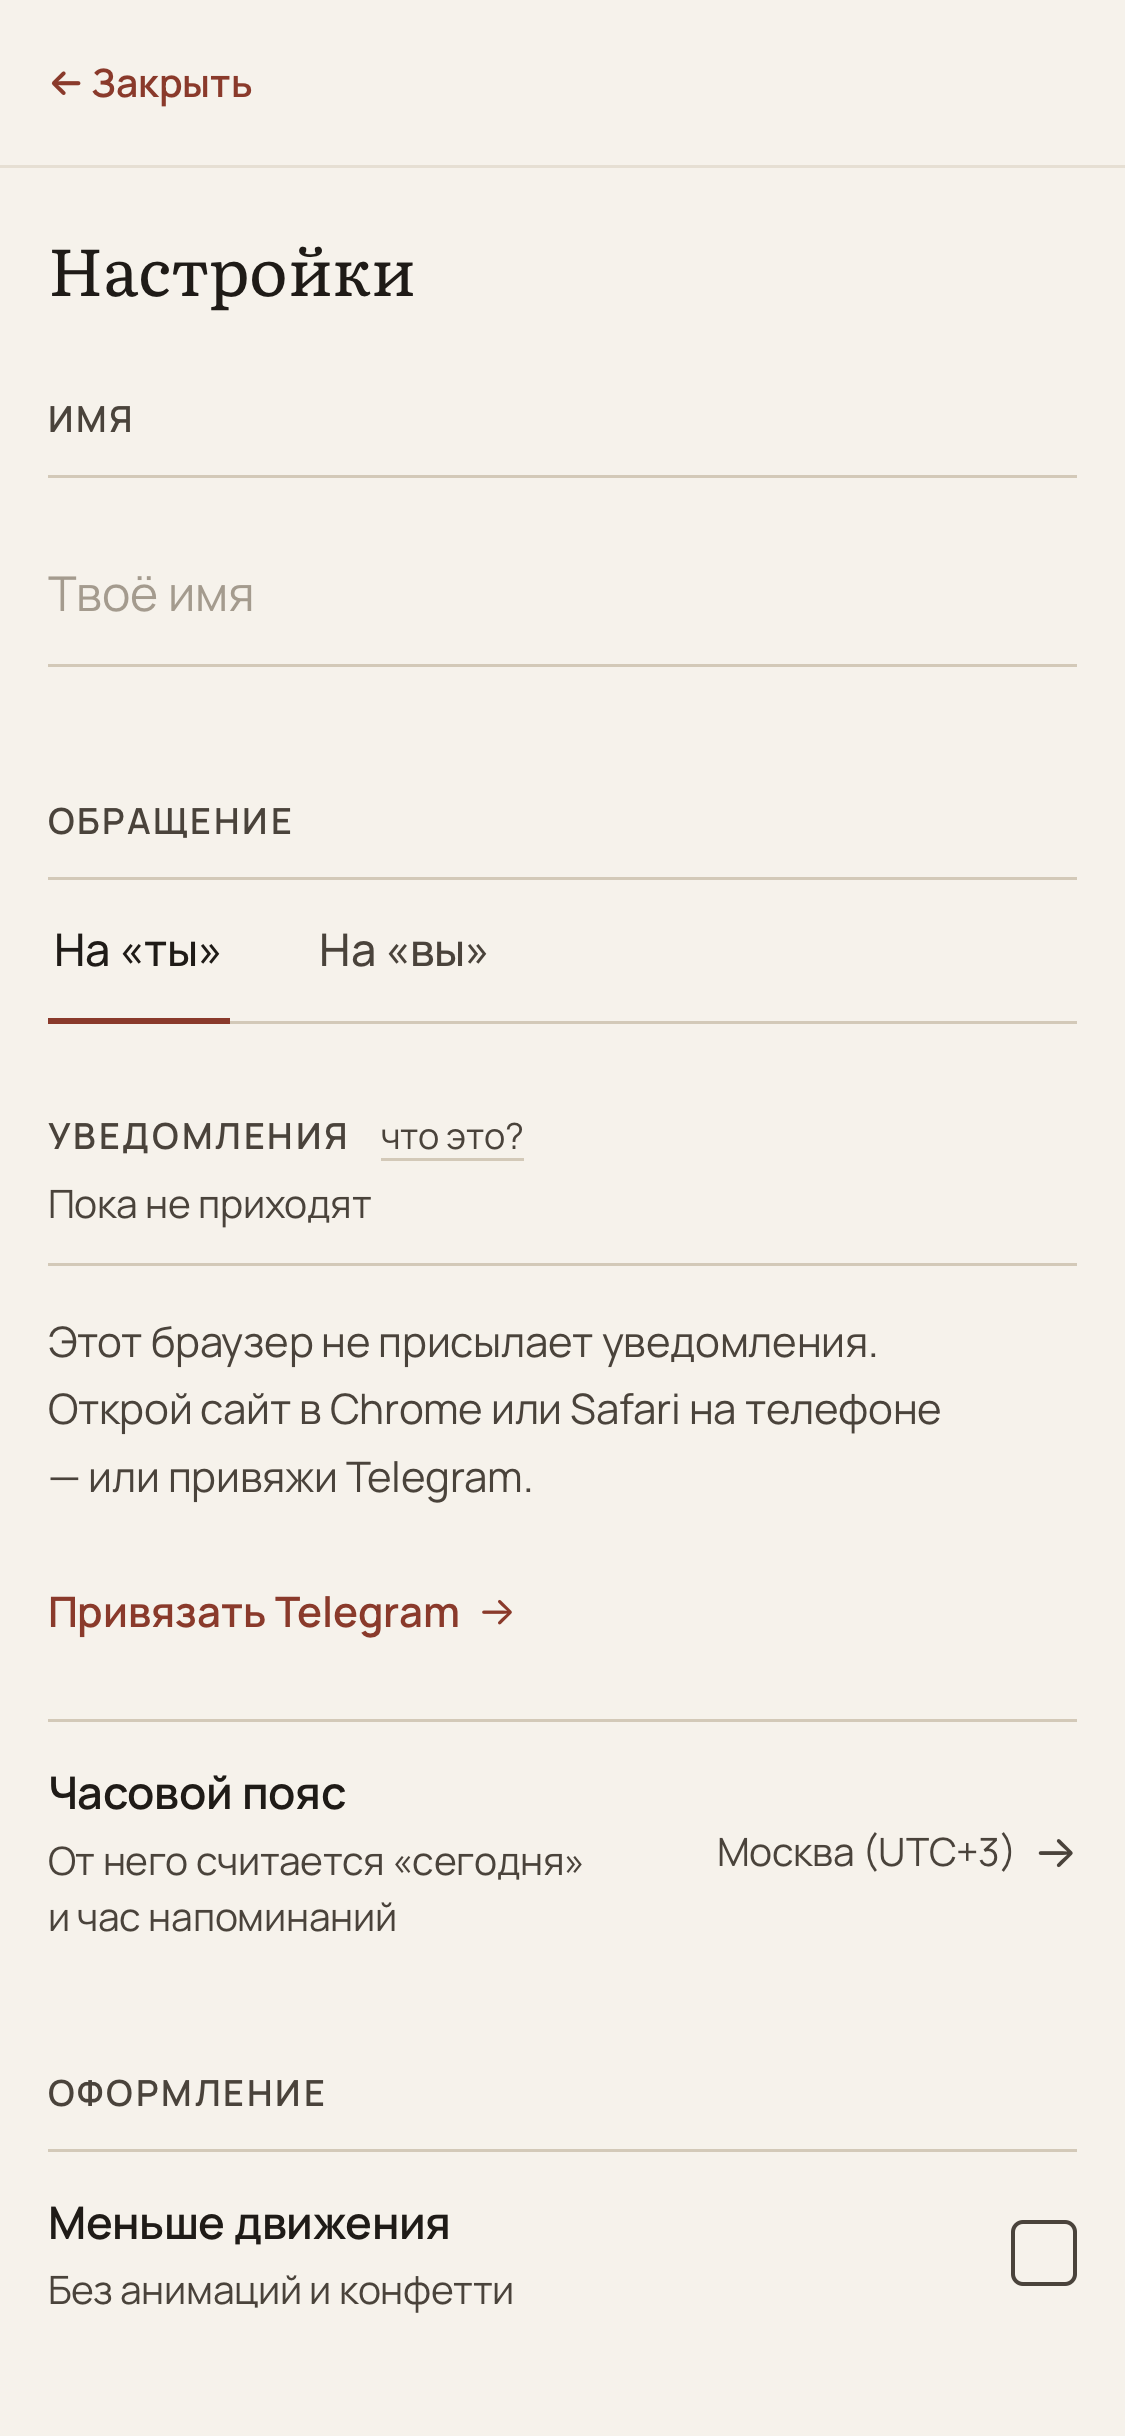 ← Закрыть
Настройки
ИМЯ
Твоё имя
ОБРАЩЕНИЕ
На «ты» На «вы»
УВЕДОМЛЕНИЯ что это?
Пока не приходят
Этот браузер не присылает уведомления.
Открой сайт в Chrome или Safari на телефоне
— или привяжи Telegram.
Привязать Telegram →
Часовой пояс
От него считается «сегодня»
и час напоминаний
Москва (UTC+3) →
ОФОРМЛЕНИЕ
Меньше движения
Без анимаций и конфетти